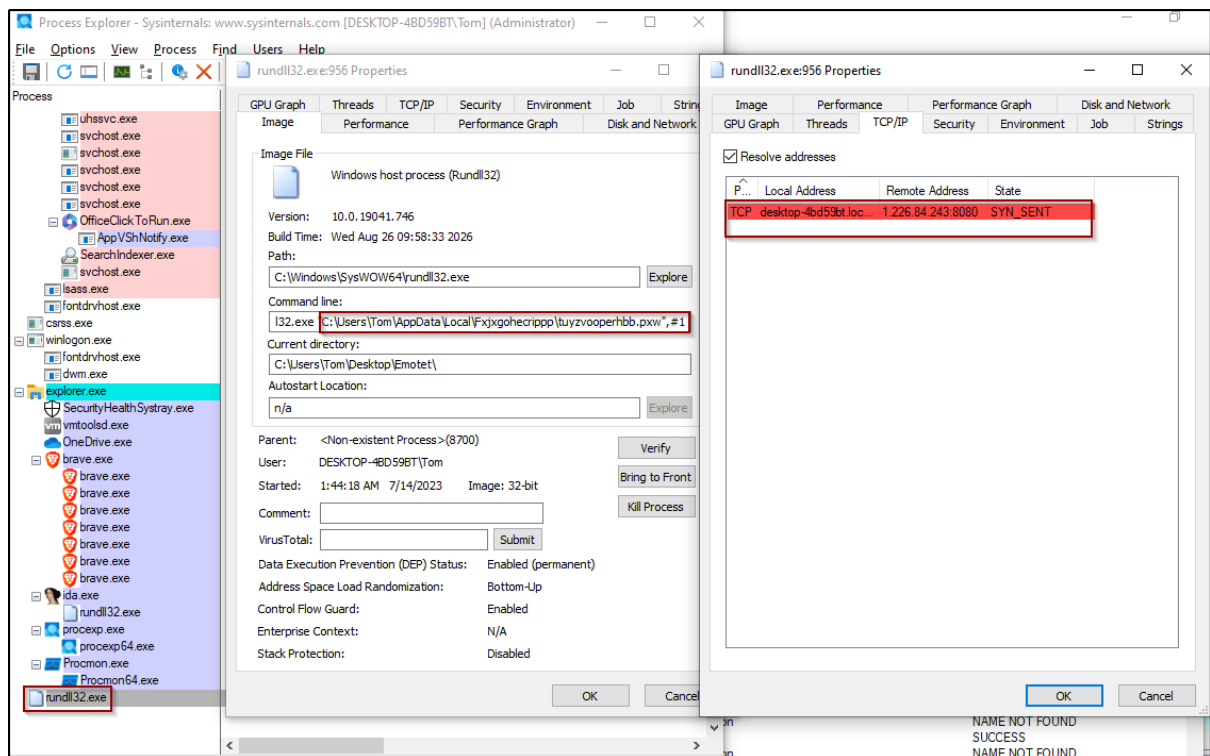 Process Explorer - Sysinternals: www.sysinternals.com [DESKTOP-4BD59BT\Tom] (Administrator)
File Options View Process Find Users Help
Process
uhssvc.exe
svchost.exe
svchost.exe
svchost.exe
svchost.exe
svchost.exe
OfficeClickToRun.exe
AppVShNotify.exe
SearchIndexer.exe
svchost.exe
lsass.exe
fontdrvhost.exe
csrss.exe
winlogon.exe
fontdrvhost.exe
dwm.exe
explorer.exe
SecurityHealthSystray.exe
vm vmtoolsd.exe
OneDrive.exe
brave.exe
brave.exe
brave.exe
brave.exe
brave.exe
brave.exe
brave.exe
brave.exe
ida.exe
rundll32.exe
procexp.exe
procexp64.exe
Procmon.exe
Procmon64.exe
rundll32.exe
rundll32.exe:956 Properties
GPU Graph Threads TCP/IP Security Environment Job
Image Performance Performance Graph Disk and Network
Image File
Windows host process (Rundll32)
Version: 10.0.19041.746
Build Time: Wed Aug 26 09:58:33 2026
Path:
C:\Windows\SysWOW64\rundll32.exe Explore
Command line:
l32.exe "C:\Users\Tom\AppData\Local\Fxjxgohecrippp\tuyzvooperhbb.pxw",#1
Current directory:
C:\Users\Tom\Desktop\Emotet\
Autostart Location:
n/a Explore
Parent: <Non-existent Process>(8700) Verify
User: DESKTOP-4BD59BT\Tom
Bring to Front
Started: 1:44:18 AM 7/14/2023 Image: 32-bit
Kill Process
Comment:
VirusTotal: Submit
Data Execution Prevention (DEP) Status: Enabled (permanent)
Address Space Load Randomization: Bottom-Up
Control Flow Guard: Enabled
Enterprise Context: N/A
Stack Protection: Disabled
OK Cancel
rundll32.exe:956 Properties
Image Performance Performance Graph Disk and Network
GPU Graph Threads TCP/IP Security Environment Job Strings
Resolve addresses
P... Local Address Remote Address State
TCP desktop-4bd59bt.loc... 1.226.84.243:8080 SYN_SENT
OK Cancel
NAME NOT FOUND
SUCCESS
NAME NOT FOUND